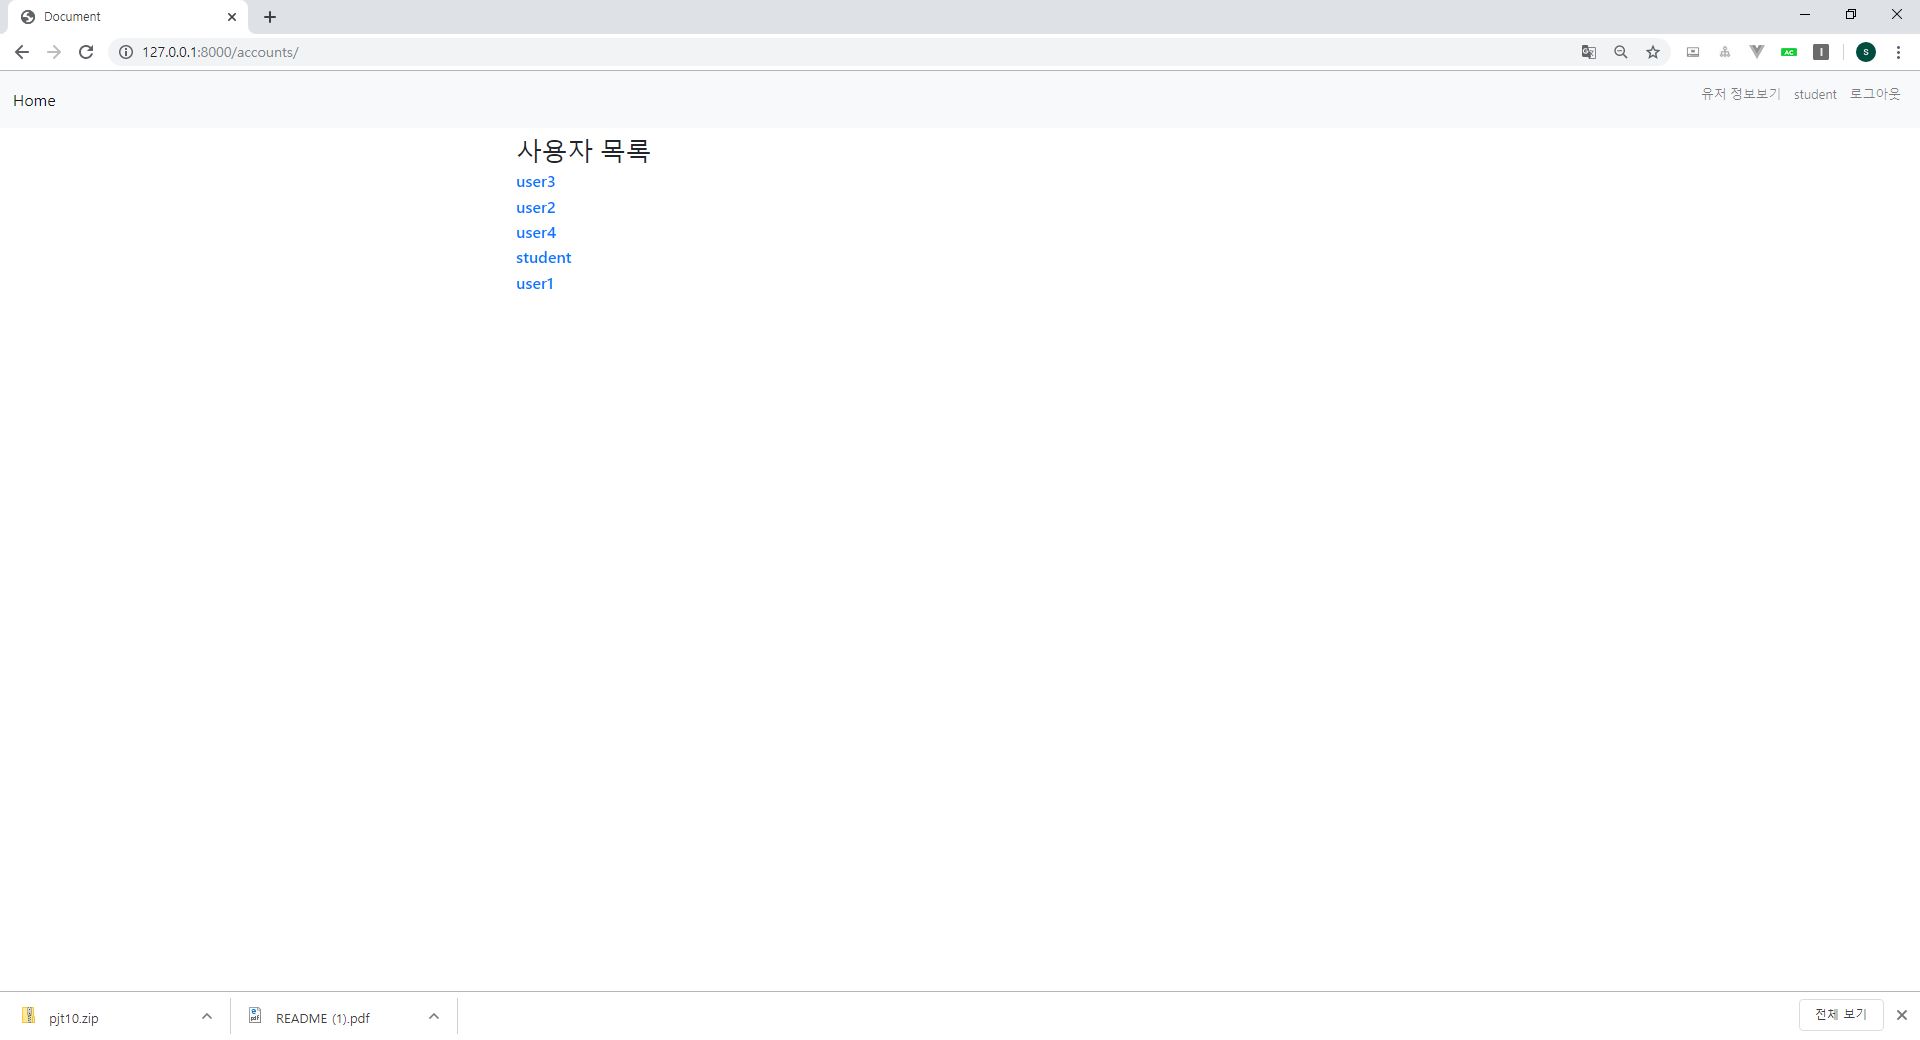 Document
127.0.0.1:8000/accounts/
AC
I
S
Home
유저 정보보기 student 로그아웃
사용자 목록
user3
user2
user4
student
user1
pjt10.zip
README (1).pdf
전체 보기